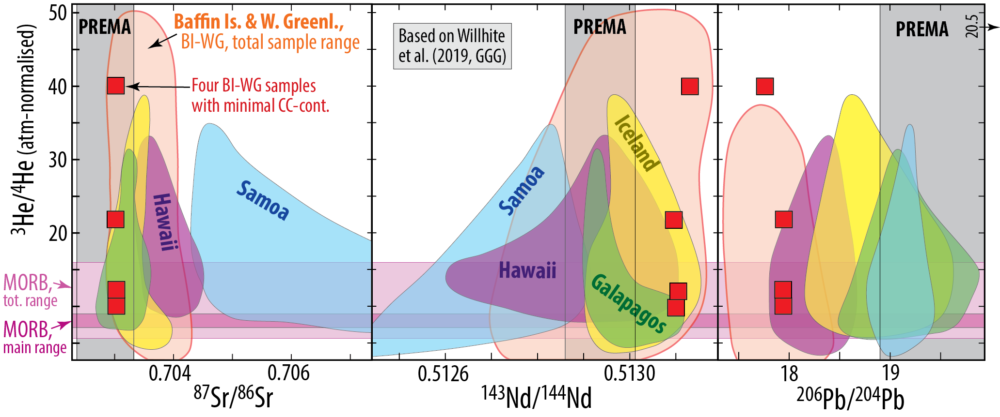 50
40
30
20
³He/⁴He (atm-normalised)
MORB,
tot. range
MORB,
main range
PREMA
Baffin Is. & W. Greenl.,
BI-WG, total sample range
Four BI-WG samples
with minimal CC-cont.
Hawaii
Samoa
0.704
0.706
⁸⁷Sr/⁸⁶Sr
Based on Willhite
et al. (2019, GGG)
PREMA
Samoa
Iceland
Hawaii
Galapagos
0.5126
0.5130
¹⁴³Nd/¹⁴⁴Nd
PREMA
20.5
18
19
²⁰⁶Pb/²⁰⁴Pb